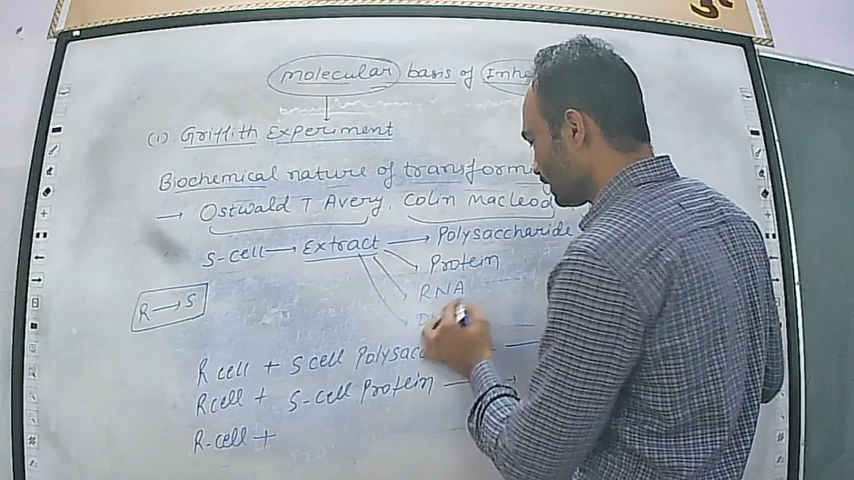 Molecular basis of Inhe
(1) Griffith Experiment
Biochemical nature of transformi
→ Ostwald T Avery, Colin Macleod
S-cell → Extract → Polysaccharide
Protein
RNA
R → S
R cell + S cell Polysacc
R cell + S-cell Protein →
R-cell +